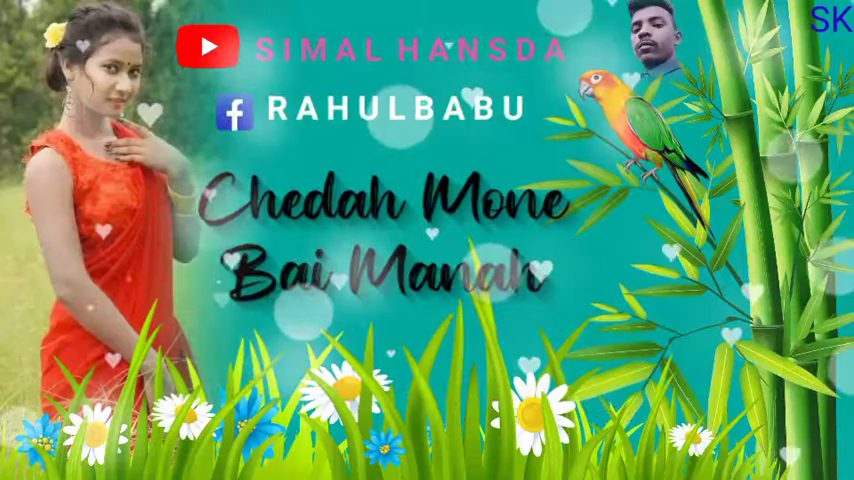 SIMAL HANSDA
SK
RAHULBABU
Chedah Mone
Bai Manah